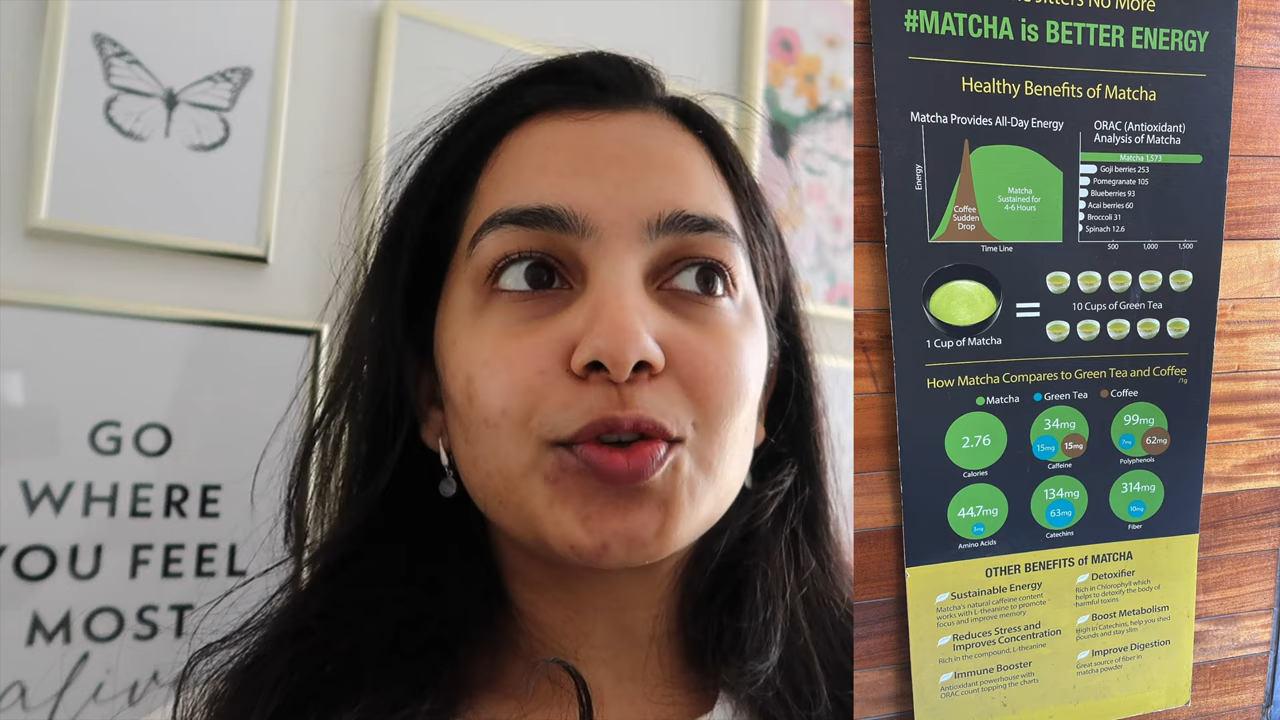 GO
WHERE
YOU FEEL
MOST
Jitters No More
#MATCHA iS BETTER ENERGY
Healthy Benefits of Matcha
Matcha Provides All-Day Energy
Energy
Coffee
Sudden
Drop
Matcha
Sustained for
4-6 Hours
Time Line
ORAC (Antioxidant)
Analysis of Matcha
Matcha 1,573
Goji berries 253
Pomegranate 105
Blueberries 93
Acai berries 60
Broccoli 31
Spinach 12.6
500 1,000 1,500
1 Cup of Matcha
=
10 Cups of Green Tea
How Matcha Compares to Green Tea and Coffee
/1g
Matcha Green Tea Coffee
2.76
Calories
34mg
15mg 15mg
Caffeine
99mg
7mg 62mg
Polyphenols
44.7mg
3mg
Amino Acids
134mg
63mg
Catechins
314mg
10mg
Fiber
OTHER BENEFITS of MATCHA
Sustainable Energy
Matcha's natural caffeine content
works with L-theanine to promote
focus and improve memory
Reduces Stress and
Improves Concentration
Rich in the compound, L-theanine
Immune Booster
Antioxidant powerhouse with
ORAC count topping the charts
Detoxifier
Rich in Chlorophyll which
helps to detoxify the body of
harmful toxins
Boost Metabolism
High in Catechins, help you shed
pounds and stay slim
Improve Digestion
Great source of fiber in
matcha powder